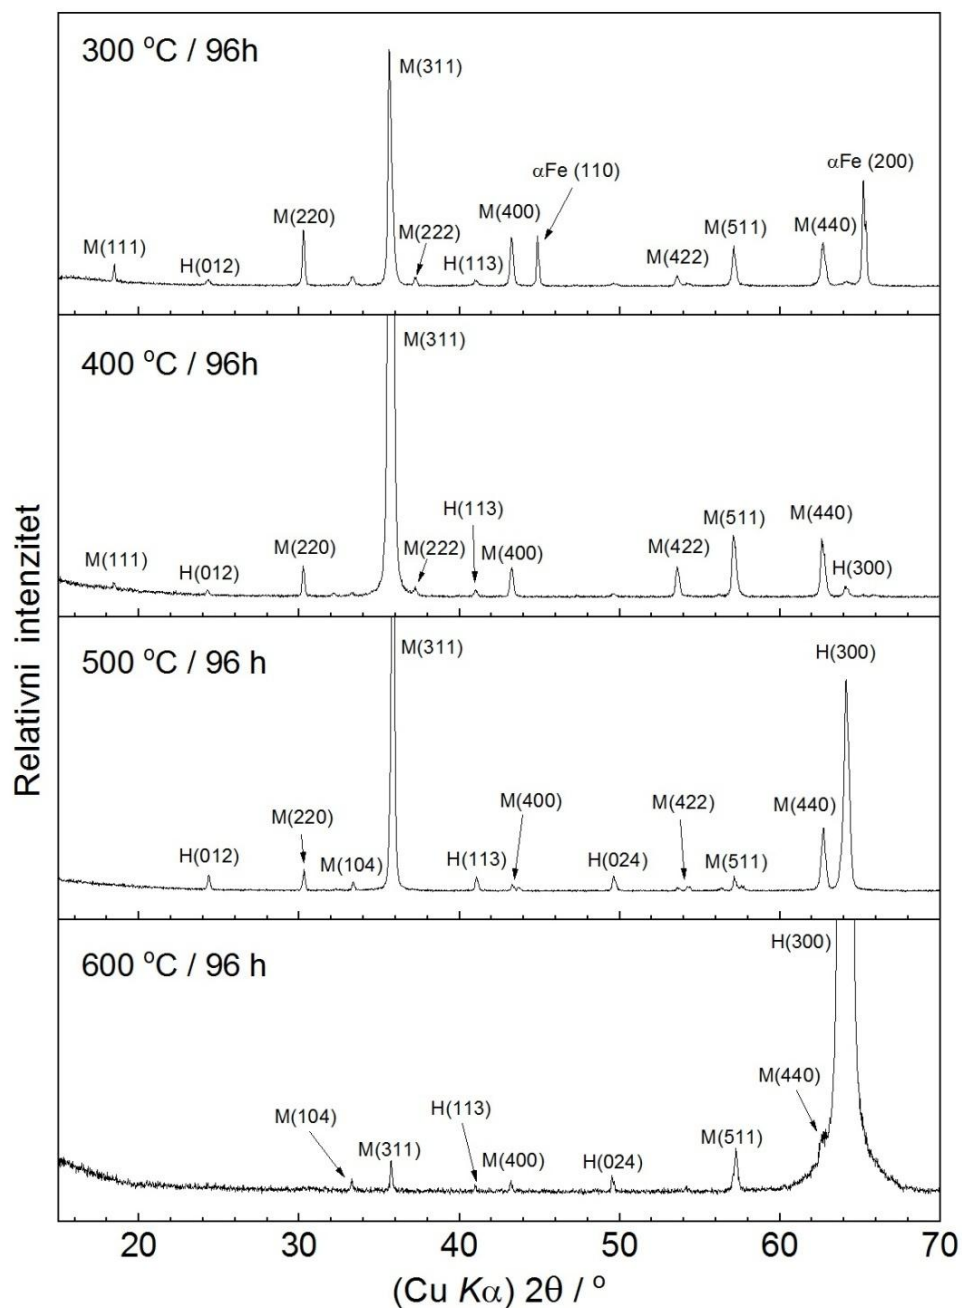 300 °C / 96h
M(111)
H(012)
M(220)
M(311)
M(222)
H(113)
M(400)
αFe (110)
M(422)
M(511)
M(440)
αFe (200)
400 °C / 96h
M(111)
H(012)
M(220)
M(311)
M(222)
H(113)
M(400)
M(422)
M(511)
M(440)
H(300)
500 °C / 96 h
H(012)
M(220)
M(104)
M(311)
H(113)
M(400)
H(024)
M(422)
M(511)
M(440)
H(300)
600 °C / 96 h
M(104)
M(311)
H(113)
M(400)
H(024)
M(511)
M(440)
H(300)
20 30 40 50 60 70
(Cu Kα) 2θ / °
Relativni intenzitet